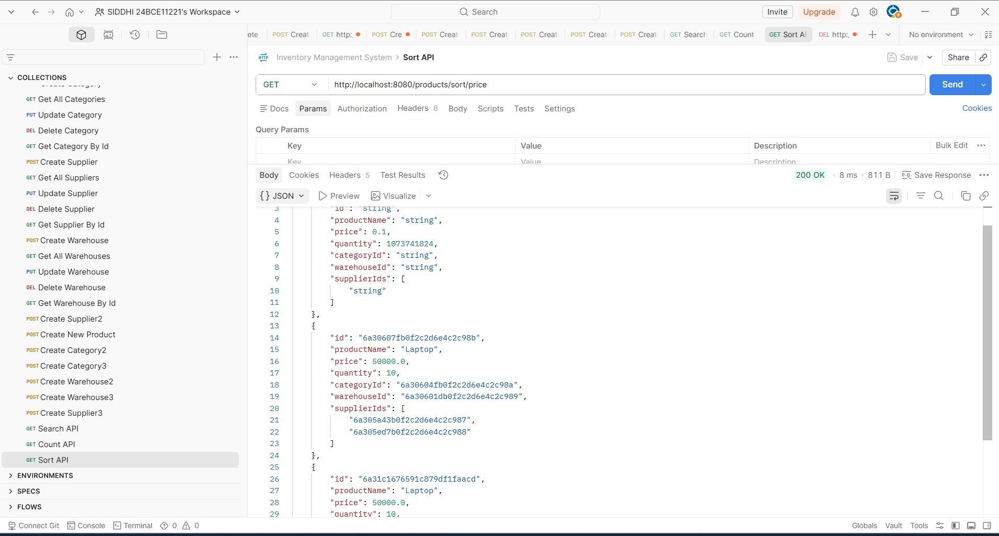 SIDDHI 24BCE11221's Workspace
Search
Invite
Upgrade
ete
POST Creat
GET http:
POST Cre
POST Creat
POST Creat
POST Creat
POST Creat
POST Creat
GET Search
GET Count
GET Sort A
DEL http:
No environment
HTTP
Inventory Management System > Sort API
Save
Share
COLLECTIONS
Create Category
GET Get All Categories
PUT Update Category
DEL Delete Category
GET Get Category By Id
POST Create Supplier
GET Get All Suppliers
PUT Update Supplier
DEL Delete Supplier
GET Get Supplier By Id
POST Create Warehouse
GET Get All Warehouses
PUT Update Warehouse
DEL Delete Warehouse
GET Get Warehouse By Id
POST Create Supplier2
POST Create New Product
POST Create Category2
POST Create Category3
POST Create Warehouse2
POST Create Warehouse3
POST Create Supplier3
GET Search API
GET Count API
GET Sort API
ENVIRONMENTS
SPECS
FLOWS
GET
http://localhost:8080/products/sort/price
Send
Docs Params Authorization Headers 6 Body Scripts Tests Settings
Cookies
Query Params
Key Value Description Bulk Edit
Key Value Description
Body Cookies Headers 5 Test Results
200 OK • 8 ms • 811 B
e.g. Save Response
{} JSON Preview Visualize
3 "id": "string",
4 "productName": "string",
5 "price": 0.1,
6 "quantity": 1073741824,
7 "categoryId": "string",
8 "warehouseId": "string",
9 "supplierIds": [
10 "string"
11 ]
12 },
13 {
14 "id": "6a30607fb0f2c2d6e4c2c98b",
15 "productName": "Laptop",
16 "price": 50000.0,
17 "quantity": 10,
18 "categoryId": "6a30604fb0f2c2d6e4c2c98a",
19 "warehouseId": "6a30601db0f2c2d6e4c2c989",
20 "supplierIds": [
21 "6a305a43b0f2c2d6e4c2c987",
22 "6a305ed7b0f2c2d6e4c2c988"
23 ]
24 },
25 {
26 "id": "6a31c1676591c879df1faacd",
27 "productName": "Laptop",
28 "price": 50000.0,
29 "quantity": 10,
Connect Git Console Terminal 0 0
Globals Vault Tools